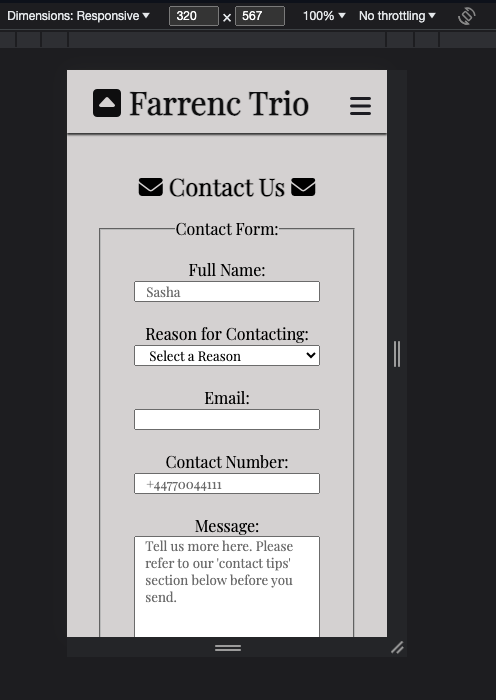 Dimensions: Responsive 320 × 567 100% No throttling
Farrenc Trio
Contact Us
Contact Form:
Full Name:
Sasha
Reason for Contacting:
Select a Reason
Email:
Contact Number:
+44770044111
Message:
Tell us more here. Please
refer to our 'contact tips'
section below before you
send.